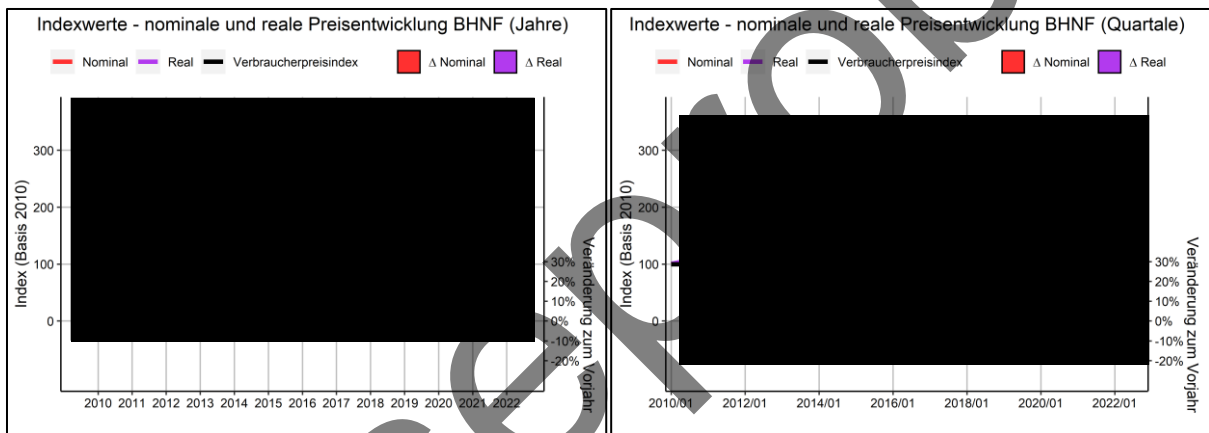 Indexwerte - nominale und reale Preisentwicklung BHNF (Jahre)
Nominal Real Verbraucherpreisindex Δ Nominal Δ Real
Index (Basis 2010)
300
200
100
0
30%
20%
10%
0%
-10%
-20%
Veränderung zum Vorjahr
2010 2011 2012 2013 2014 2015 2016 2017 2018 2019 2020 2021 2022
Indexwerte - nominale und reale Preisentwicklung BHNF (Quartale)
Nominal Real Verbraucherpreisindex Δ Nominal Δ Real
Index (Basis 2010)
300
200
100
0
30%
20%
10%
0%
-10%
-20%
Veränderung zum Vorjahr
2010/01 2012/01 2014/01 2016/01 2018/01 2020/01 2022/01